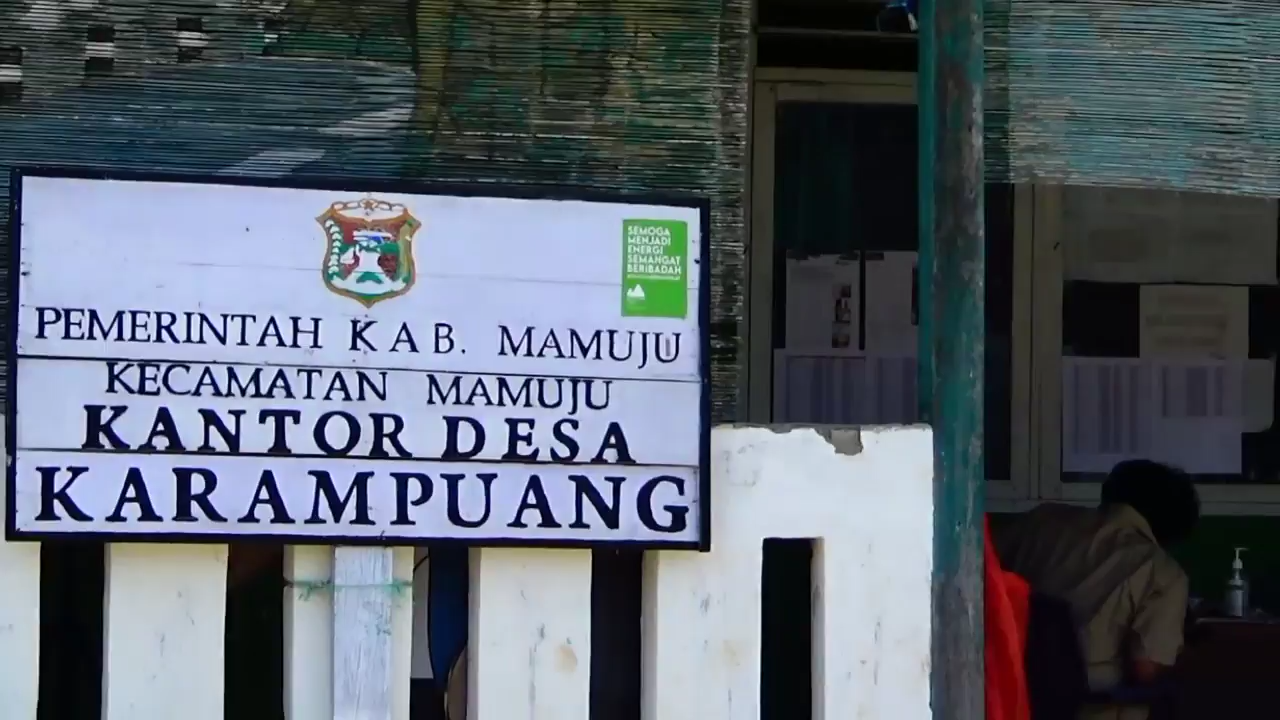 SEMOGA
MENJADI
ENERGI
SEMANGAT
BERIBADAH
PEMERINTAH KAB. MAMUJU
KECAMATAN MAMUJU
KANTOR DESA
KARAMPUANG